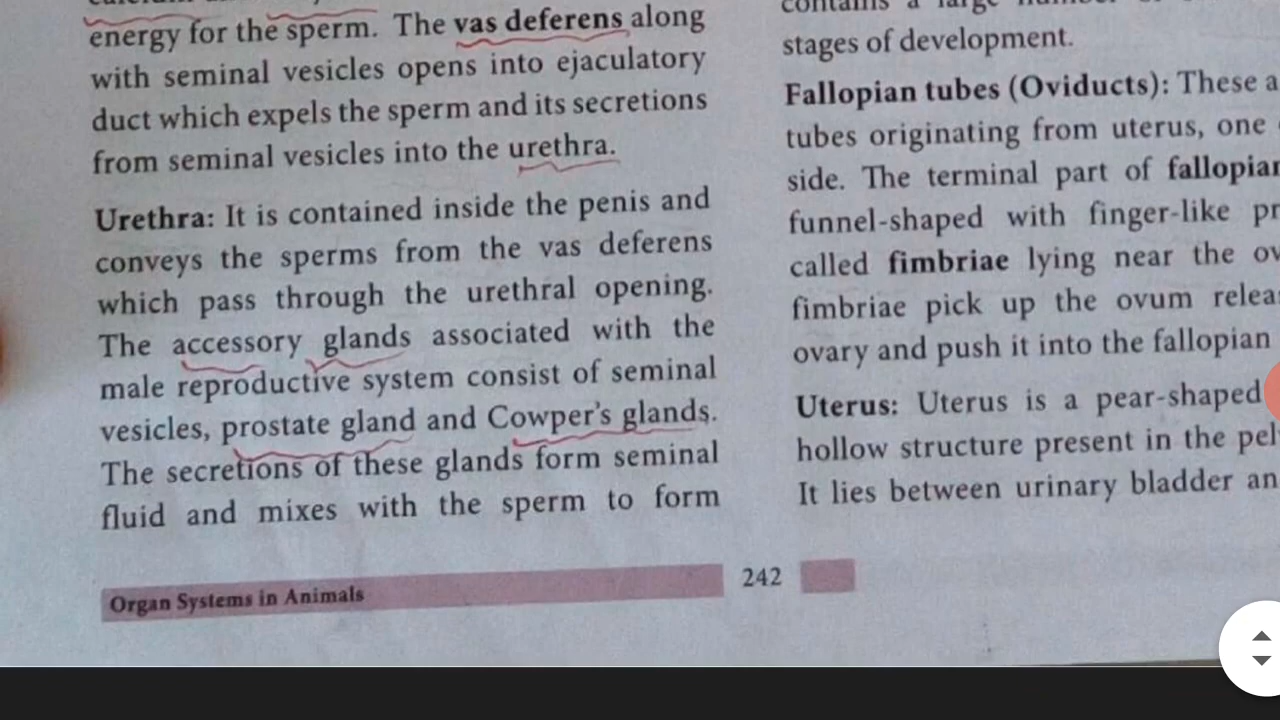 energy for the sperm. The vas deferens along
with seminal vesicles opens into ejaculatory
duct which expels the sperm and its secretions
from seminal vesicles into the urethra.
Urethra: It is contained inside the penis and
conveys the sperms from the vas deferens
which pass through the urethral opening.
The accessory glands associated with the
male reproductive system consist of seminal
vesicles, prostate gland and Cowper's glands.
The secretions of these glands form seminal
fluid and mixes with the sperm to form
contains a large
stages of development.
Fallopian tubes (Oviducts): These
tubes originating from uterus, one
side. The terminal part of fallopian
funnel-shaped with finger-like
called fimbriae lying near the
fimbriae pick up the ovum
ovary and push it into the fallopian
Uterus: Uterus is a pear-shaped
hollow structure present in the
It lies between urinary bladder
Organ Systems in Animals
242